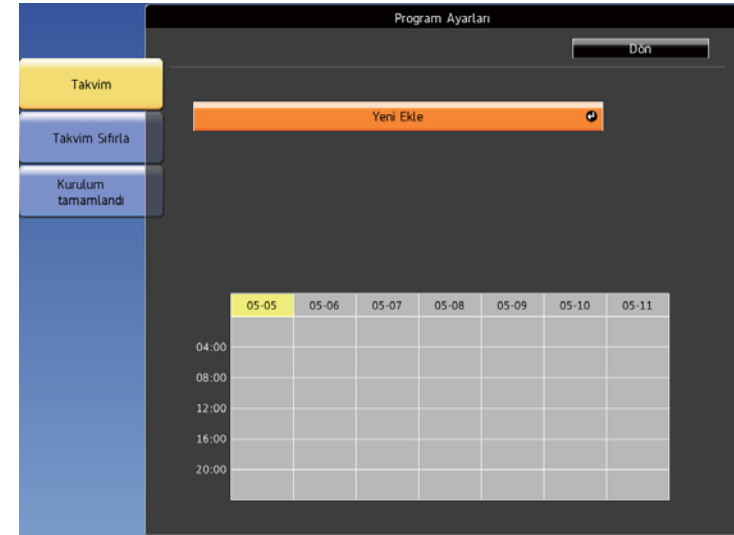 Program Ayarları
Dön
Takvim
Yeni Ekle
Takvim Sıfırla
Kurulum
tamamlandı
05-05 05-06 05-07 05-08 05-09 05-10 05-11
04:00
08:00
12:00
16:00
20:00